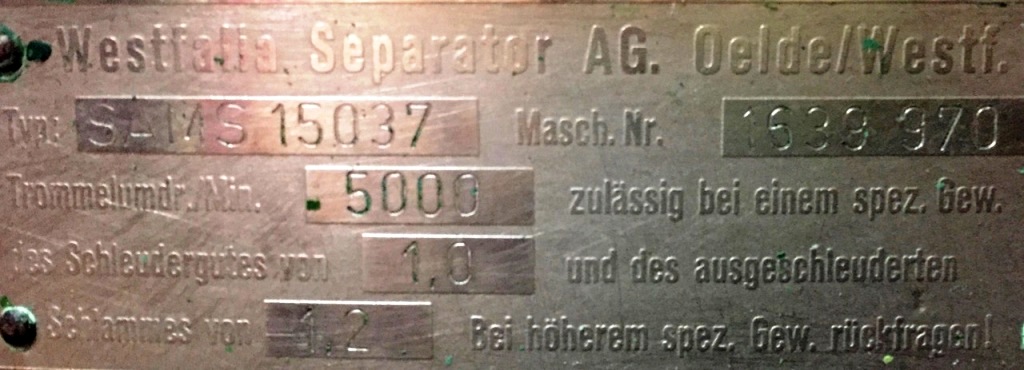 Westfalia Separator AG. Oelde/Westf.
Typ: SAMS 15037 Masch. Nr. 1639 970
Trommelumdr./Min. 5000 zulässig bei einem spez. Gew.
des Schleudergutes von 1,0 und des ausgeschleuderten
Schlammes von 1,2 Bei höherem spez. Gew. rückfragen!